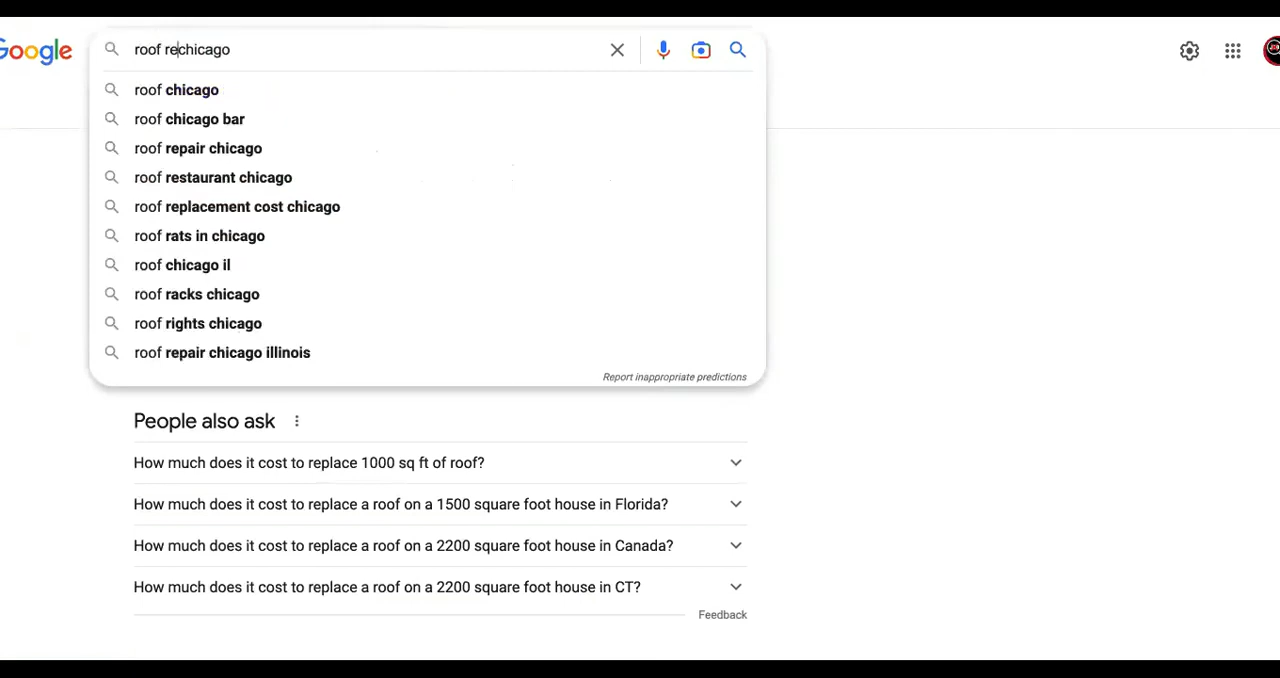 Google
roof rechicago
roof chicago
roof chicago bar
roof repair chicago
roof restaurant chicago
roof replacement cost chicago
roof rats in chicago
roof chicago il
roof racks chicago
roof rights chicago
roof repair chicago illinois
Report inappropriate predictions
People also ask
How much does it cost to replace 1000 sq ft of roof?
How much does it cost to replace a roof on a 1500 square foot house in Florida?
How much does it cost to replace a roof on a 2200 square foot house in Canada?
How much does it cost to replace a roof on a 2200 square foot house in CT?
Feedback